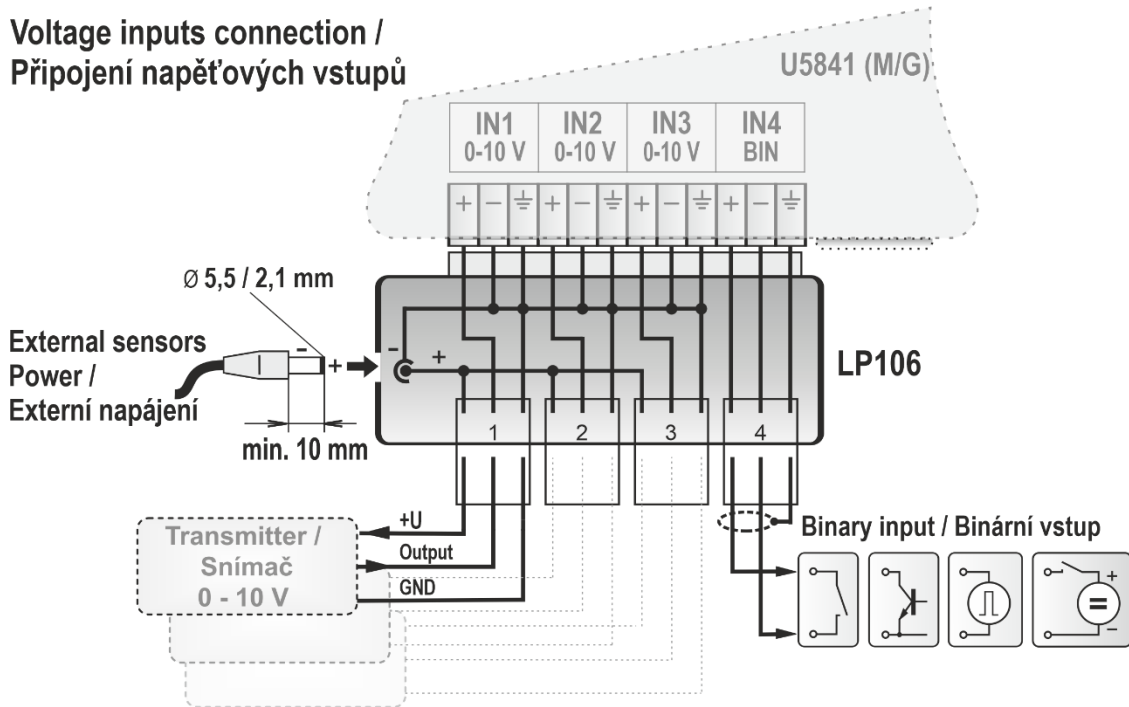 Voltage inputs connection /
Připojení napěťových vstupů
U5841 (M/G)
IN1 IN2 IN3 IN4
0-10 V 0-10 V 0-10 V BIN
+ − ⏚ + − ⏚ + − ⏚ + − ⏚
Ø 5,5 / 2,1 mm
External sensors
Power /
Externí napájení
- +
- +
LP106
min. 10 mm
1 2 3 4
+U
Output
GND
Transmitter /
Snímač
0 - 10 V
Binary input / Binární vstup
+
=
−